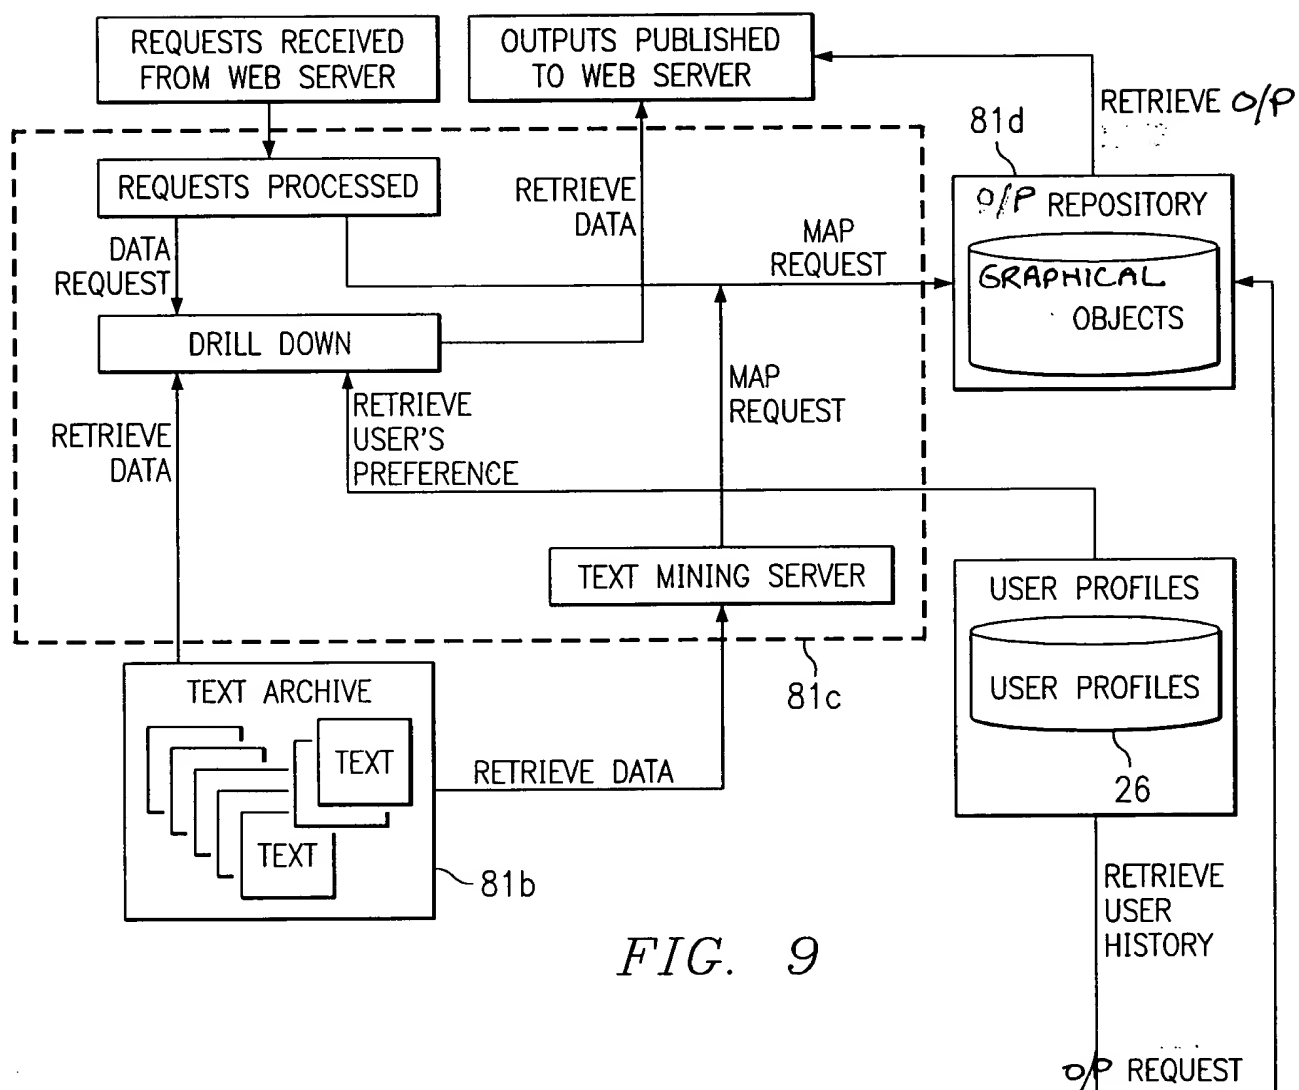 REQUESTS RECEIVED
FROM WEB SERVER
OUTPUTS PUBLISHED
TO WEB SERVER
RETRIEVE O/P
81d
REQUESTS PROCESSED
RETRIEVE
DATA
O/P REPOSITORY
DATA
REQUEST
MAP
REQUEST
GRAPHICAL
OBJECTS
DRILL DOWN
MAP
REQUEST
RETRIEVE
USER'S
PREFERENCE
RETRIEVE
DATA
TEXT MINING SERVER
USER PROFILES
USER PROFILES
26
81c
TEXT ARCHIVE
TEXT
TEXT
RETRIEVE DATA
81b
RETRIEVE
USER
HISTORY
FIG. 9
O/P REQUEST